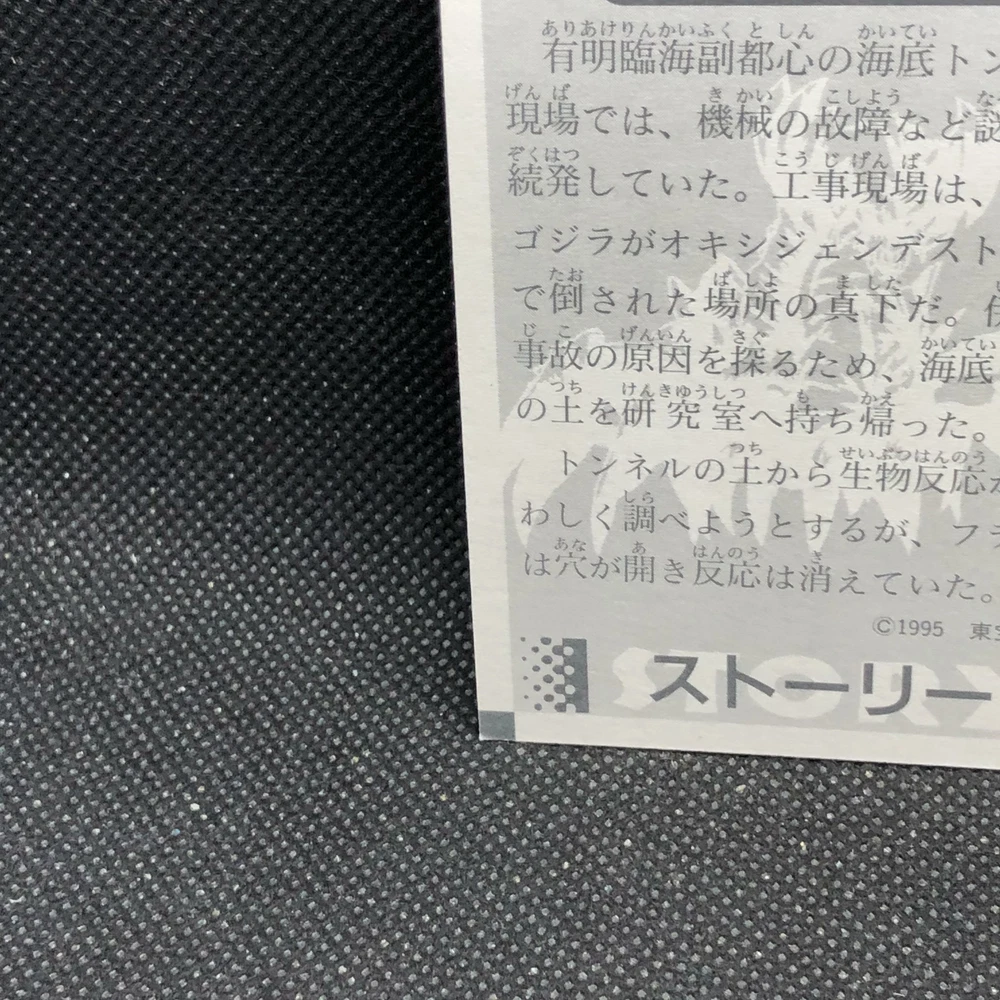 有明臨海副都心の海底トン
現場では、機械の故障など謎
続発していた。工事現場は、
ゴジラがオキシジェンデスト
で倒された場所の真下だ。
事故の原因を探るため、海底
の土を研究室へ持ち帰った。
トンネルの土から生物反応が
わしく調べようとするが、フ
は穴が開き反応は消えていた。
©1995 東
ストーリー